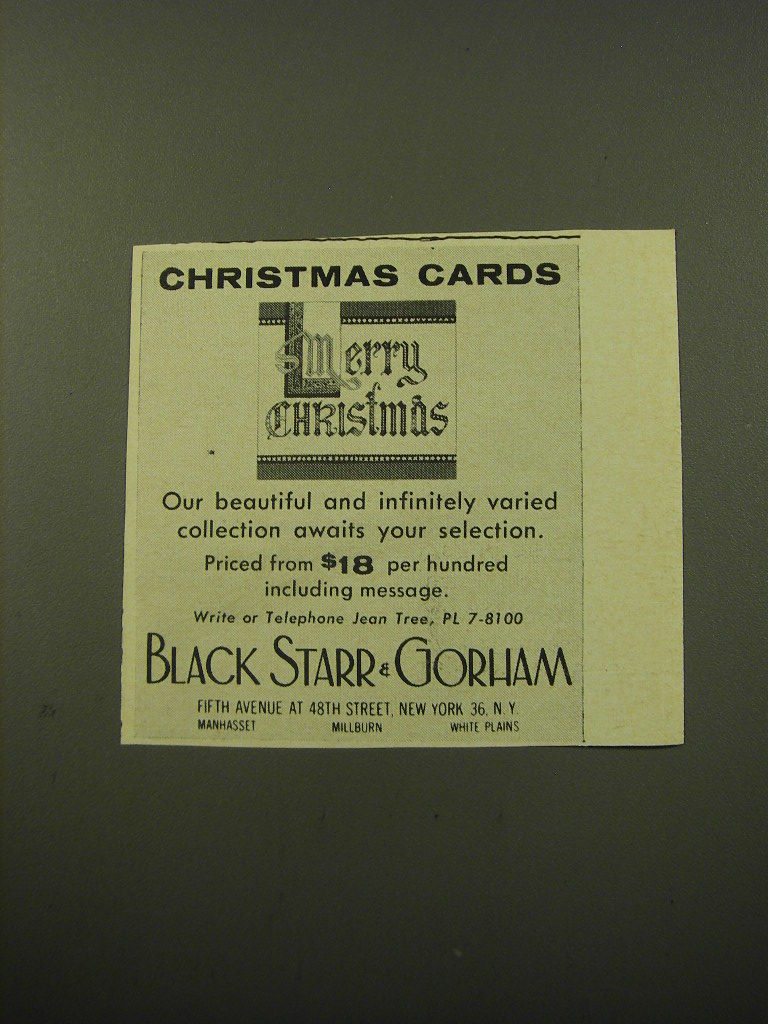 CHRISTMAS CARDS
Merry
CHRISTMAS
Our beautiful and infinitely varied
collection awaits your selection.
Priced from $18 per hundred
including message.
Write or Telephone Jean Tree, PL 7-8100
BLACK STARR & GORHAM
FIFTH AVENUE AT 48TH STREET, NEW YORK 36, N. Y.
MANHASSET MILLBURN WHITE PLAINS